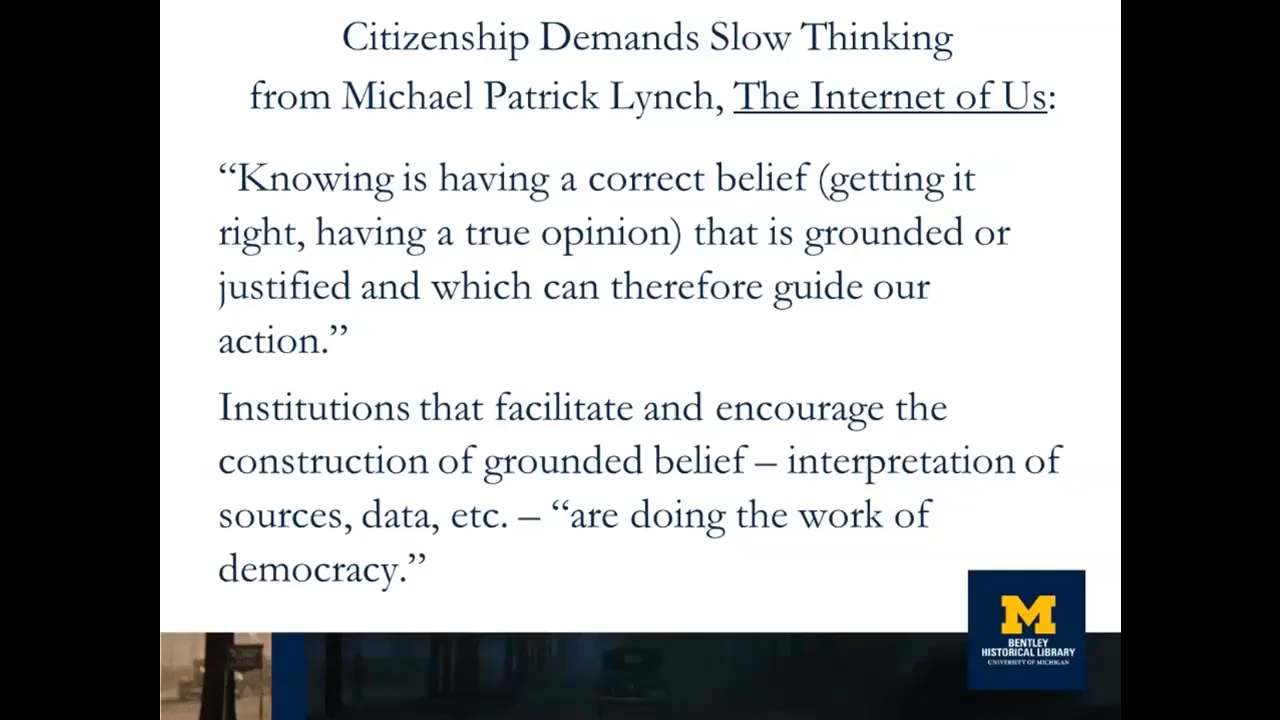 Citizenship Demands Slow Thinking
from Michael Patrick Lynch, The Internet of Us:
“Knowing is having a correct belief (getting it
right, having a true opinion) that is grounded or
justified and which can therefore guide our
action.”
Institutions that facilitate and encourage the
construction of grounded belief – interpretation of
sources, data, etc. – “are doing the work of
democracy.”
M
BENTLEY
HISTORICAL LIBRARY
UNIVERSITY OF MICHIGAN